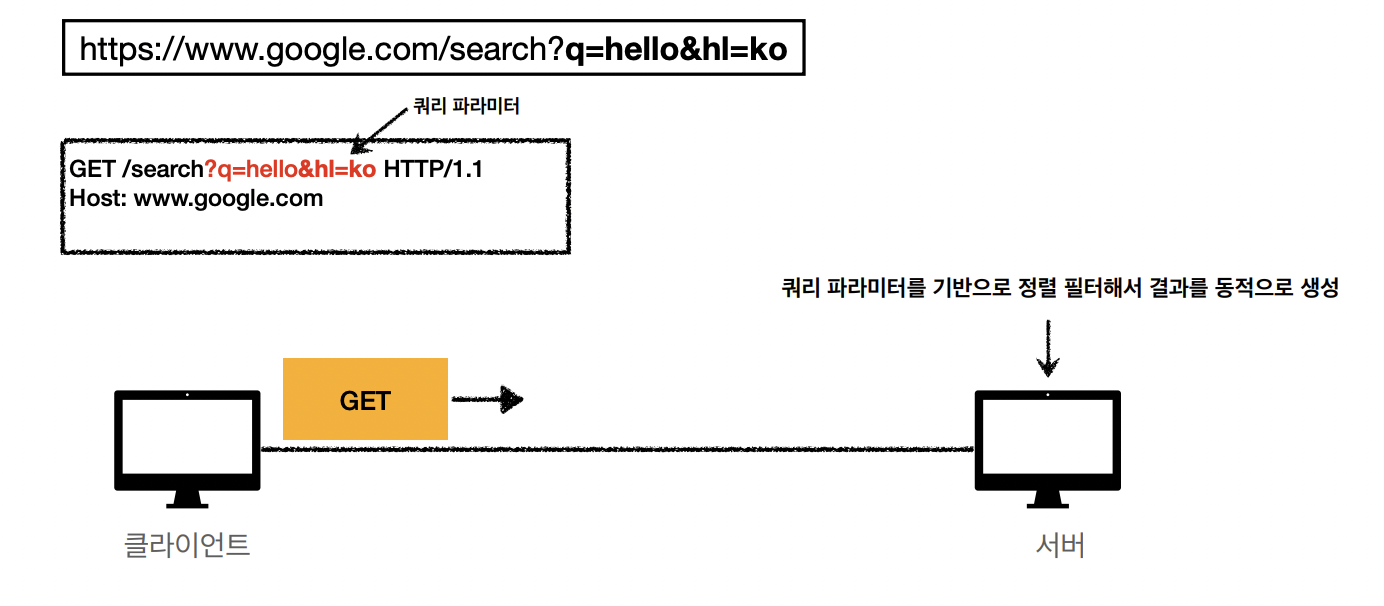 https://www.google.com/search?q=hello&hl=ko
쿼리 파라미터
GET /search?q=hello&hl=ko HTTP/1.1
Host: www.google.com
쿼리 파라미터를 기반으로 정렬 필터해서 결과를 동적으로 생성
GET
클라이언트
서버